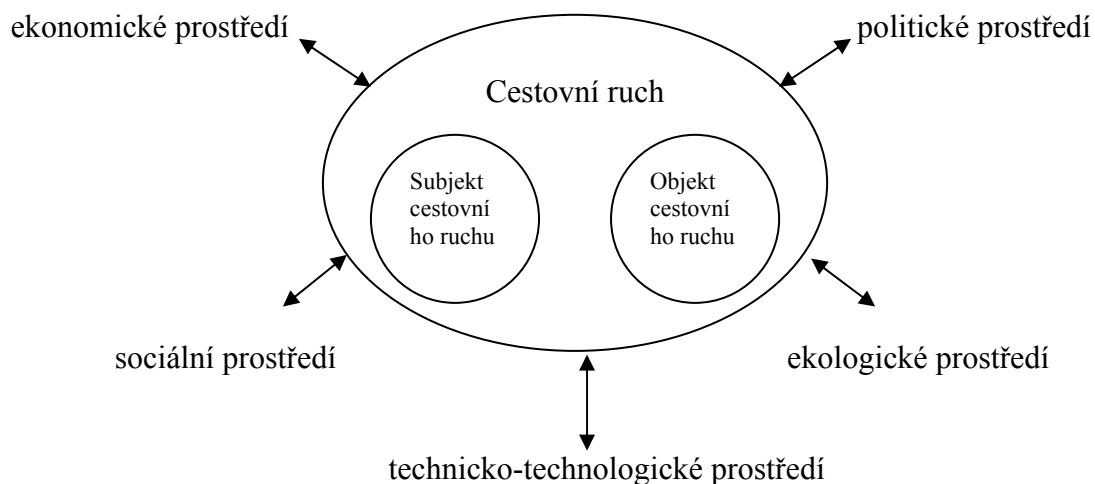 ekonomické prostředí
politické prostředí
Cestovní ruch
Subjekt
cestovní
ho ruchu
Objekt
cestovní
ho ruchu
sociální prostředí
ekologické prostředí
technicko-technologické prostředí